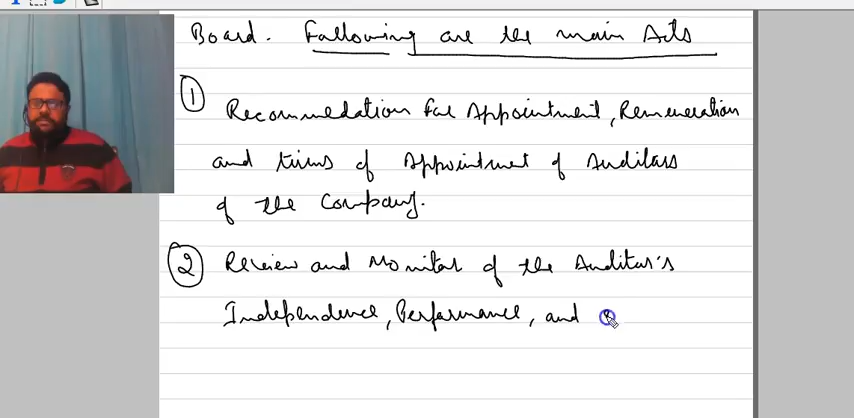 Board. Following are the main Acts
① Recommedation for Appointment, Remuneration
and terms of Appointment of Auditors
of the Company.
② Review and Monitor of the Auditor's
Independence, Performance, and